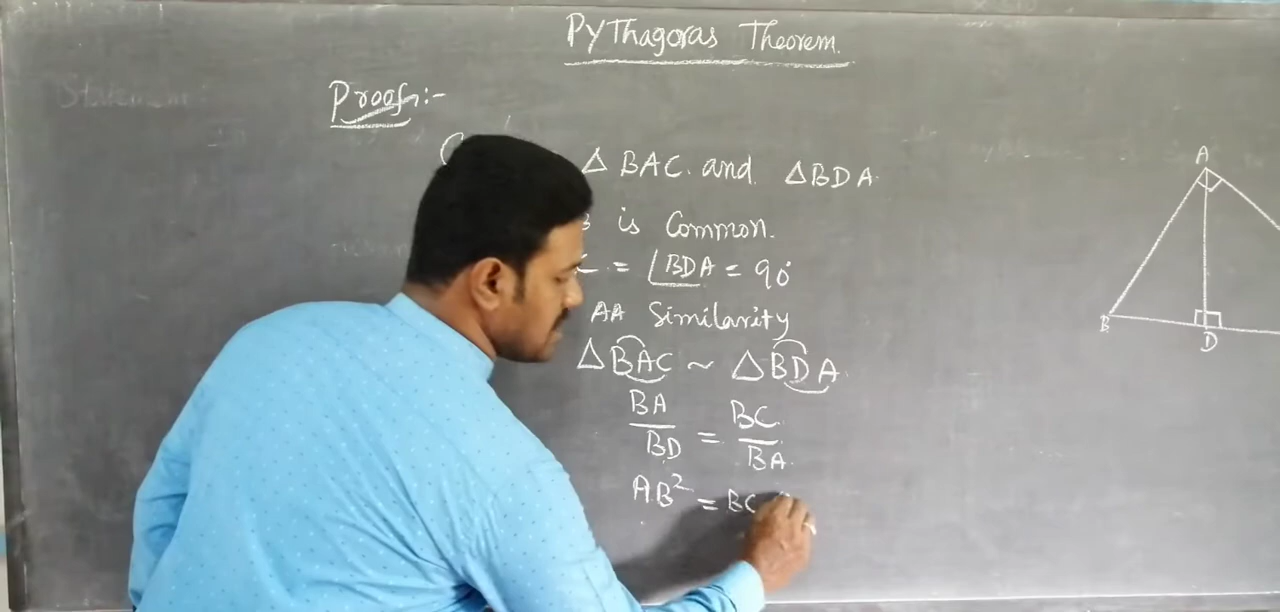 Pythagoras Theorem.
Statement
Proof:-
△ BAC and △BDA
B is Common.
= ∠BDA = 90°
AA Similarity
△BAC ~ △BDA
BA/BD = BC/BA
AB² = BC
A
B
D